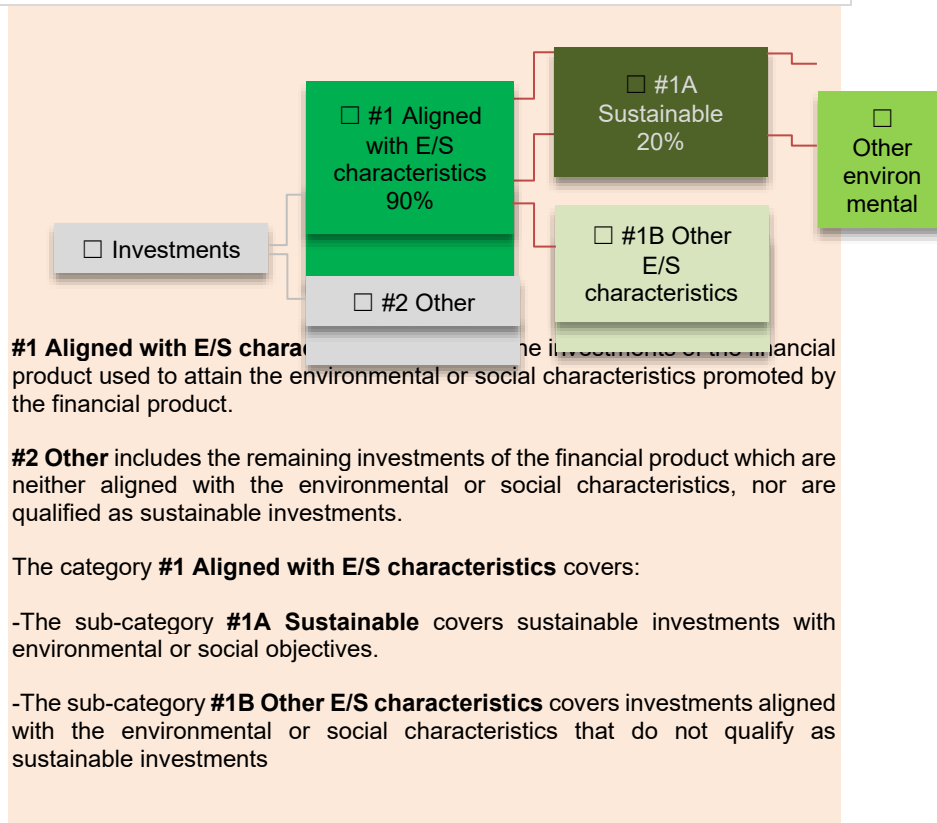 ☐ #1A
Sustainable
20%
☐ #1 Aligned
with E/S
characteristics
90%
☐
Other
environ
mental
☐ Investments
☐ #1B Other
E/S
characteristics
☐ #2 Other
#1 Aligned with E/S of the financial
product used to attain the environmental or social characteristics promoted by
the financial product.
#2 Other includes the remaining investments of the financial product which are
neither aligned with the environmental or social characteristics, nor are
qualified as sustainable investments.
The category #1 Aligned with E/S characteristics covers:
-The sub-category #1A Sustainable covers sustainable investments with
environmental or social objectives.
-The sub-category #1B Other E/S characteristics covers investments aligned
with the environmental or social characteristics that do not qualify as
sustainable investments